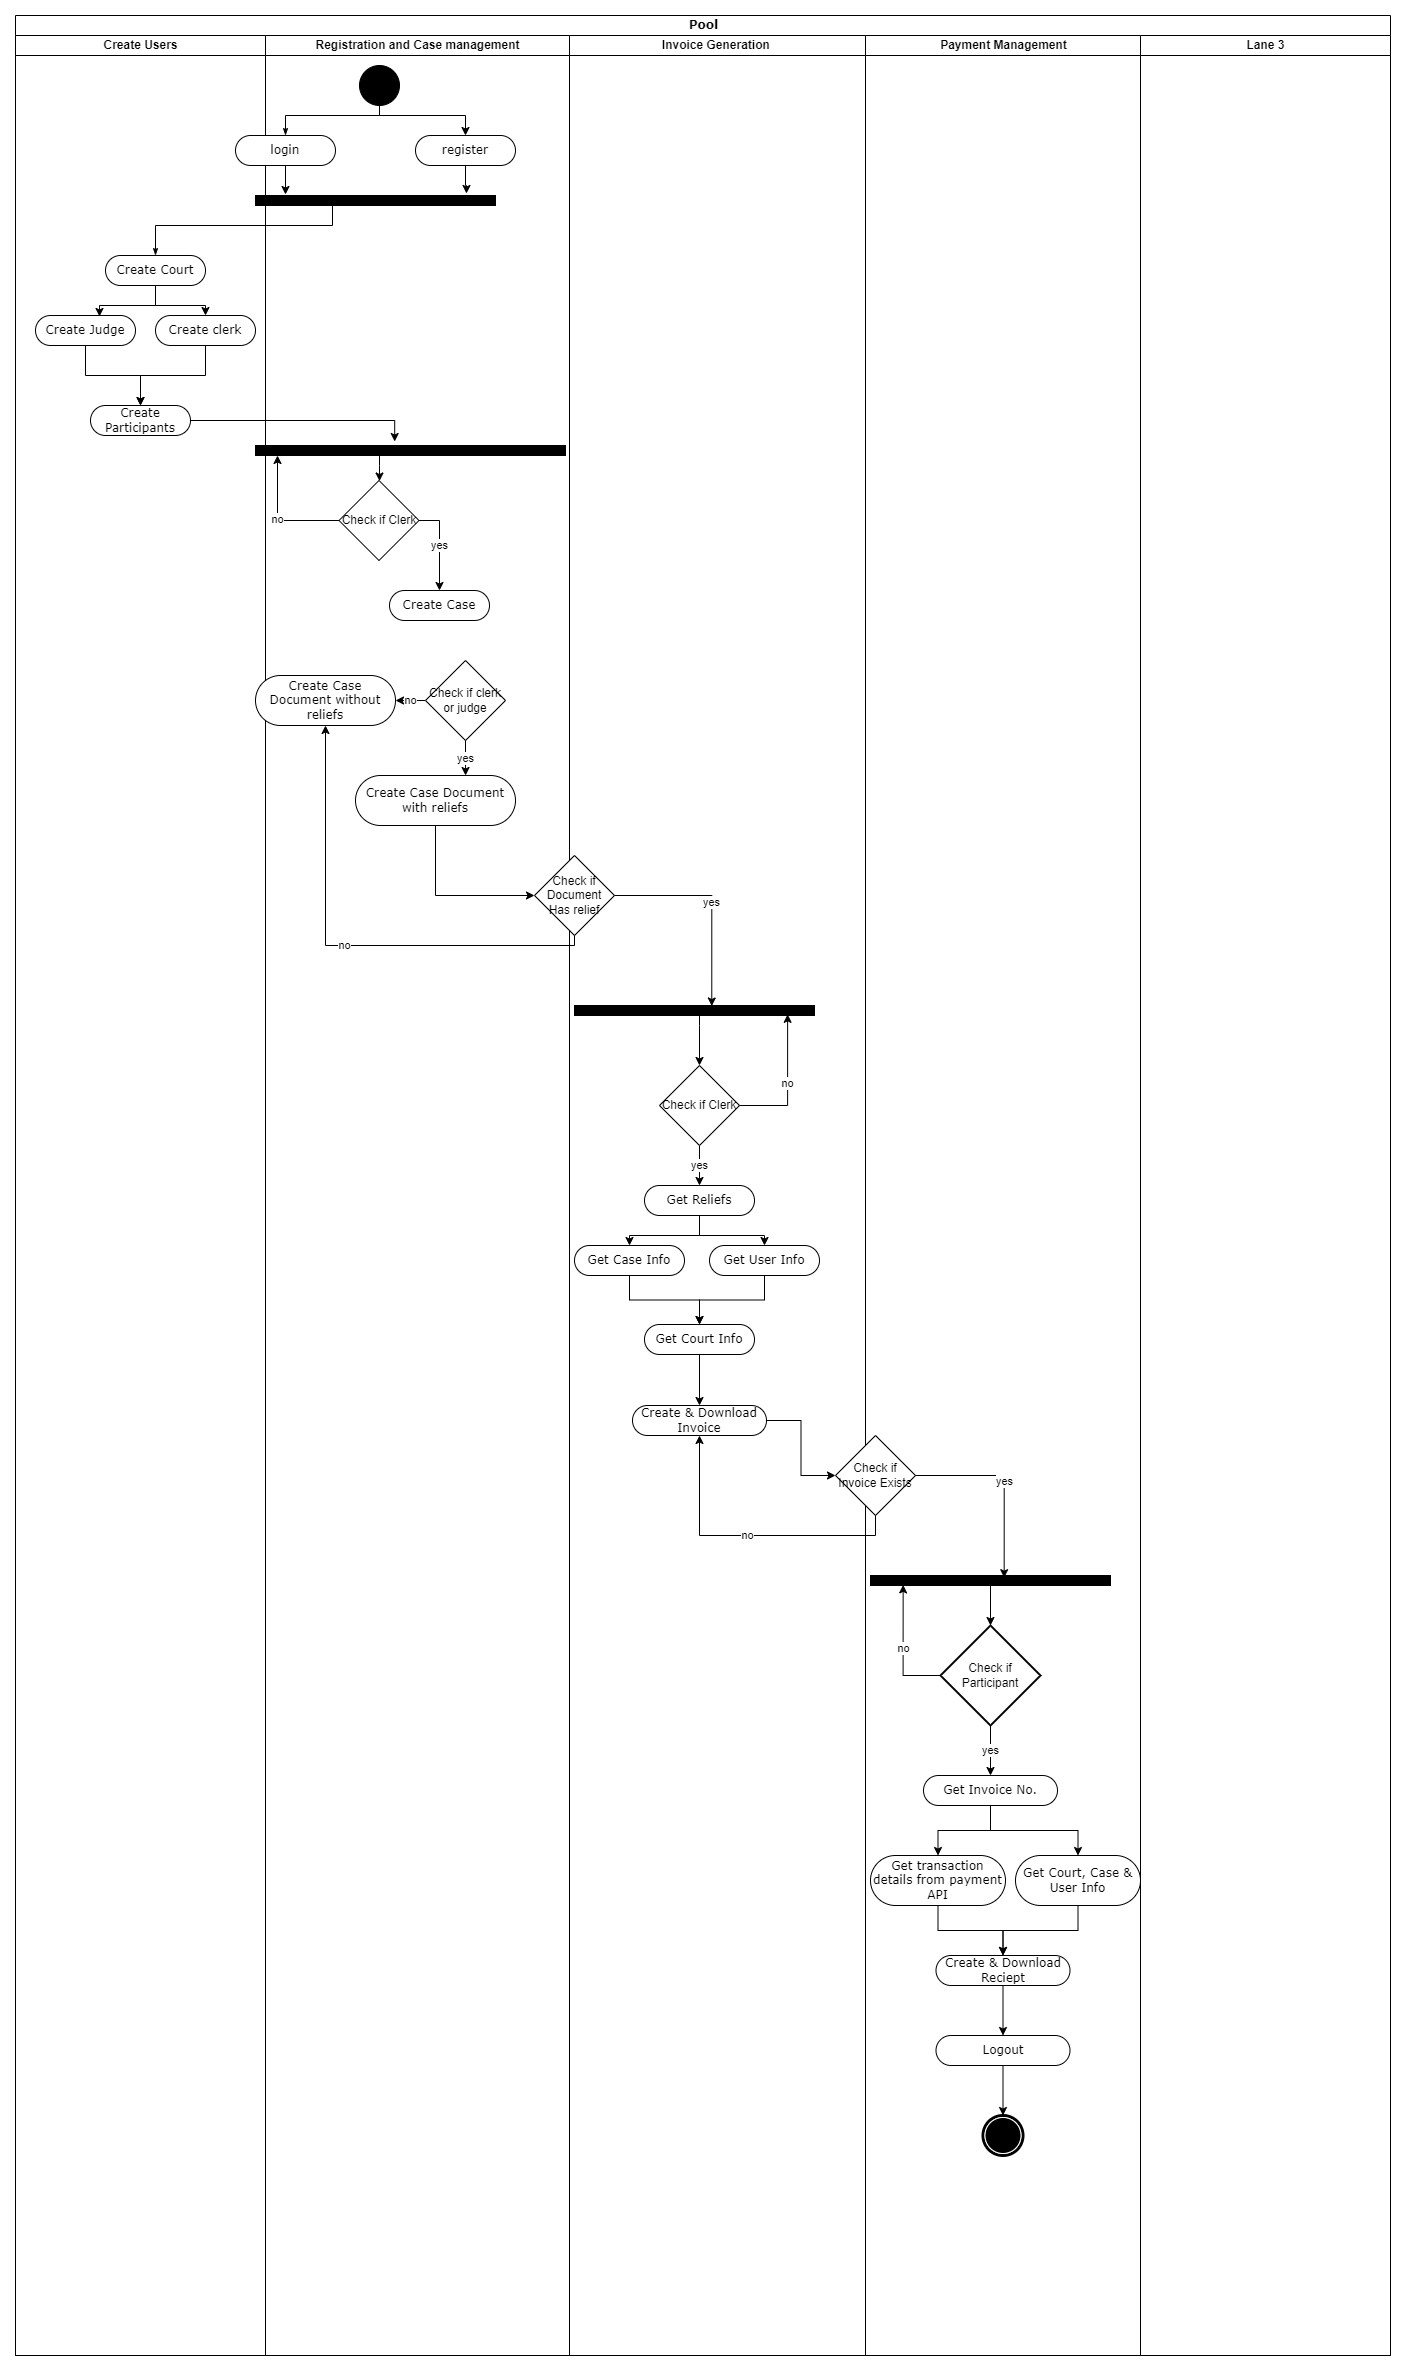 Pool
Create Users
Registration and Case management
Invoice Generation
Payment Management
Lane 3
login
register
Create Court
Create Judge
Create clerk
Create
Participants
Check if Clerk
no
yes
Create Case
Create Case
Document without
reliefs
no
Check if clerk
or judge
yes
Create Case Document
with reliefs
Check if
Document
Has relief
yes
no
Check if Clerk
no
yes
Get Reliefs
Get Case Info
Get User Info
Get Court Info
Create & Download
Invoice
Check if
Invoice Exists
yes
no
no
Check if
Participant
yes
Get Invoice No.
Get transaction
details from payment
API
Get Court, Case &
User Info
Create & Download
Reciept
Logout